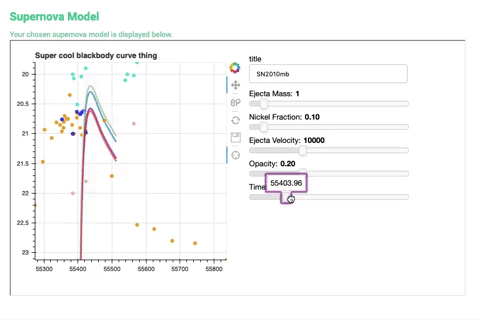 Supernova Model
Your chosen supernova model is displayed below.
Super cool blackbody curve thing
20
20.5
21
21.5
22
22.5
23
55300
55400
55500
55600
55700
55800
title
SN2010mb
Ejecta Mass: 1
Nickel Fraction: 0.10
Ejecta Velocity: 10000
Opacity: 0.20
55403.96